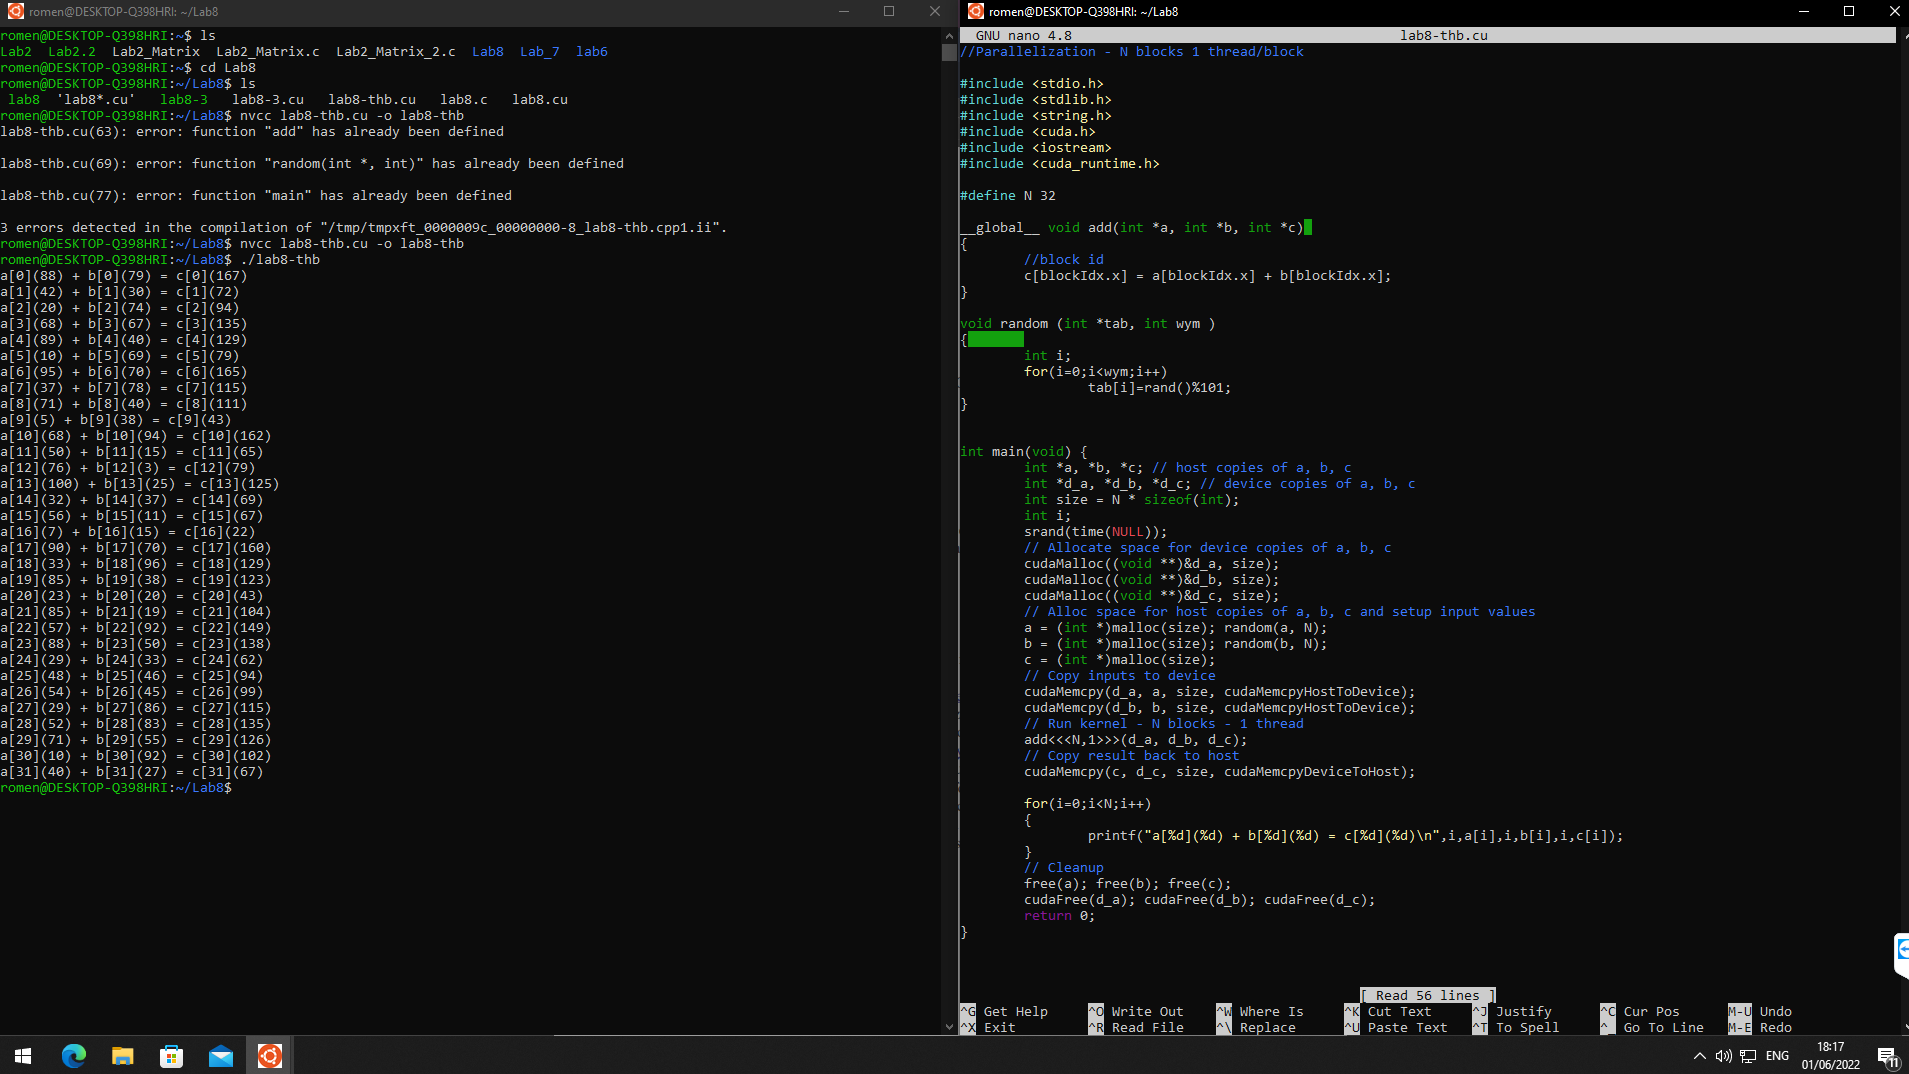 romen@DESKTOP-Q398HRI: ~/Lab8
romen@DESKTOP-Q398HRI:~$ ls
Lab2  Lab2.2  Lab2_Matrix  Lab2_Matrix.c  Lab2_Matrix_2.c  Lab8  Lab_7  lab6
romen@DESKTOP-Q398HRI:~$ cd Lab8
romen@DESKTOP-Q398HRI:~/Lab8$ ls
lab8  'lab8*.cu'  lab8-3  lab8-3.cu  lab8-thb.cu  lab8.c  lab8.cu
romen@DESKTOP-Q398HRI:~/Lab8$ nvcc lab8-thb.cu -o lab8-thb
lab8-thb.cu(63): error: function "add" has already been defined
lab8-thb.cu(69): error: function "random(int *, int)" has already been defined
lab8-thb.cu(77): error: function "main" has already been defined
3 errors detected in the compilation of "/tmp/tmpxft_0000009c_00000000-8_lab8-thb.cpp1.ii".
romen@DESKTOP-Q398HRI:~/Lab8$ nvcc lab8-thb.cu -o lab8-thb
romen@DESKTOP-Q398HRI:~/Lab8$ ./lab8-thb
a[0](88) + b[0](79) = c[0](167)
a[1](42) + b[1](30) = c[1](72)
a[2](20) + b[2](74) = c[2](94)
a[3](68) + b[3](67) = c[3](135)
a[4](89) + b[4](40) = c[4](129)
a[5](10) + b[5](69) = c[5](79)
a[6](95) + b[6](70) = c[6](165)
a[7](37) + b[7](78) = c[7](115)
a[8](71) + b[8](40) = c[8](111)
a[9](5) + b[9](38) = c[9](43)
a[10](68) + b[10](94) = c[10](162)
a[11](50) + b[11](15) = c[11](65)
a[12](76) + b[12](3) = c[12](79)
a[13](100) + b[13](25) = c[13](125)
a[14](32) + b[14](37) = c[14](69)
a[15](56) + b[15](11) = c[15](67)
a[16](7) + b[16](15) = c[16](22)
a[17](90) + b[17](70) = c[17](160)
a[18](33) + b[18](96) = c[18](129)
a[19](85) + b[19](38) = c[19](123)
a[20](23) + b[20](20) = c[20](43)
a[21](85) + b[21](19) = c[21](104)
a[22](57) + b[22](92) = c[22](149)
a[23](88) + b[23](50) = c[23](138)
a[24](29) + b[24](33) = c[24](62)
a[25](48) + b[25](46) = c[25](94)
a[26](54) + b[26](45) = c[26](99)
a[27](29) + b[27](86) = c[27](115)
a[28](52) + b[28](83) = c[28](135)
a[29](71) + b[29](55) = c[29](126)
a[30](10) + b[30](92) = c[30](102)
a[31](40) + b[31](27) = c[31](67)
romen@DESKTOP-Q398HRI:~/Lab8$
romen@DESKTOP-Q398HRI: ~/Lab8
GNU nano 4.8 lab8-thb.cu
//Parallelization - N blocks 1 thread/block
#include <stdio.h>
#include <stdlib.h>
#include <string.h>
#include <cuda.h>
#include <iostream>
#include <cuda_runtime.h>
#define N 32
__global__ void add(int *a, int *b, int *c)
{
//block id
c[blockIdx.x] = a[blockIdx.x] + b[blockIdx.x];
}
void random (int *tab, int wym )
{
int i;
for(i=0;i<wym;i++)
tab[i]=rand()%101;
}
int main(void) {
int *a, *b, *c; // host copies of a, b, c
int *d_a, *d_b, *d_c; // device copies of a, b, c
int size = N * sizeof(int);
int i;
srand(time(NULL));
// Allocate space for device copies of a, b, c
cudaMalloc((void **)&d_a, size);
cudaMalloc((void **)&d_b, size);
cudaMalloc((void **)&d_c, size);
// Alloc space for host copies of a, b, c and setup input values
a = (int *)malloc(size); random(a, N);
b = (int *)malloc(size); random(b, N);
c = (int *)malloc(size);
// Copy inputs to device
cudaMemcpy(d_a, a, size, cudaMemcpyHostToDevice);
cudaMemcpy(d_b, b, size, cudaMemcpyHostToDevice);
// Run kernel - N blocks - 1 thread
add<<<N,1>>>(d_a, d_b, d_c);
// Copy result back to host
cudaMemcpy(c, d_c, size, cudaMemcpyDeviceToHost);
for(i=0;i<N;i++)
{
printf("a[%d](%d) + b[%d](%d) = c[%d](%d)\n",i,a[i],i,b[i],i,c[i]);
}
// Cleanup
free(a); free(b); free(c);
cudaFree(d_a); cudaFree(d_b); cudaFree(d_c);
return 0;
}
[ Read 56 lines ]
^G Get Help  ^O Write Out  ^W Where Is  ^K Cut Text  ^J Justify  ^C Cur Pos  M-U Undo
^X Exit  ^R Read File  ^\ Replace  ^U Paste Text  ^T To Spell  ^_ Go To Line  M-E Redo
ENG
18:17
01/06/2022
11